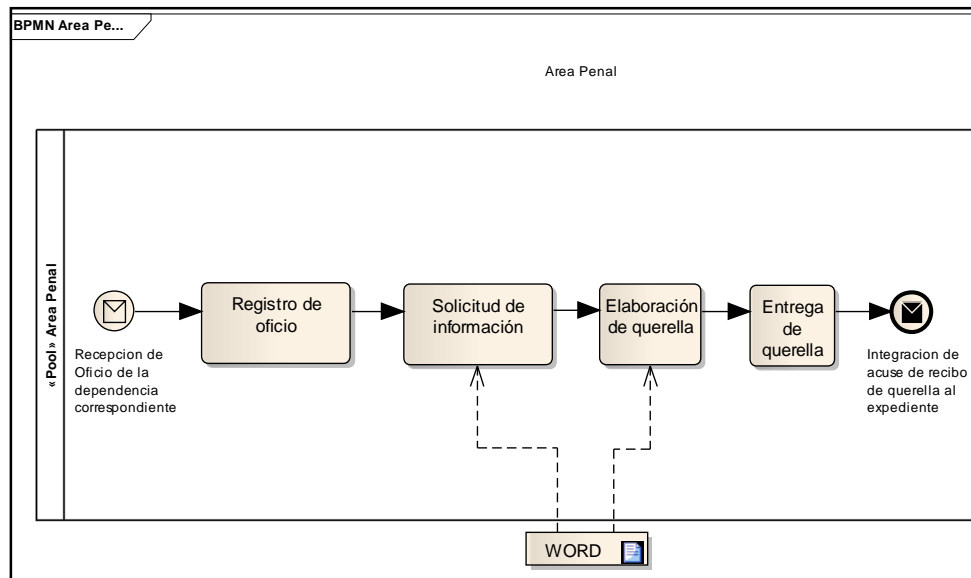 BPMN Area Pe...
Area Penal
«Pool» Area Penal
Recepcion de
Oficio de la
dependencia
correspondiente
Registro de
oficio
Solicitud de
información
Elaboración
de querella
Entrega
de
querella
Integracion de
acuse de recibo
de querella al
expediente
WORD